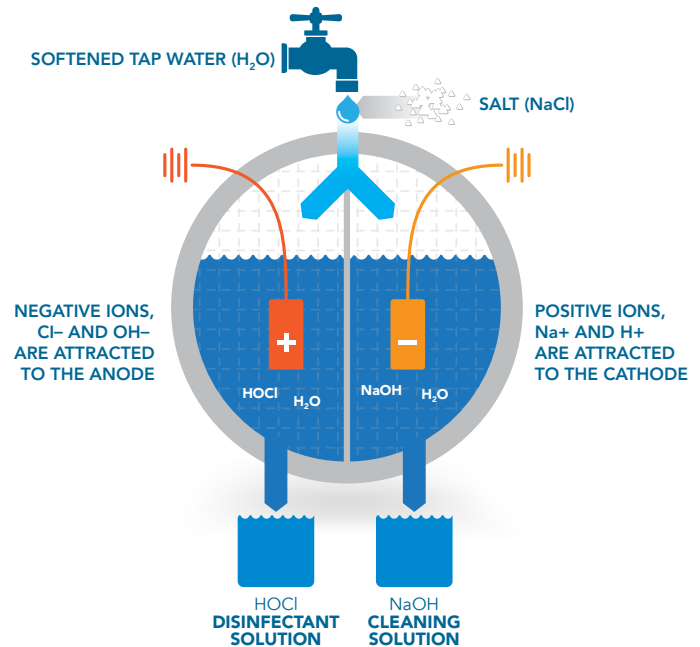 SOFTENED TAP WATER (H₂O)
SALT (NaCl)
NEGATIVE IONS,
Cl– AND OH–
ARE ATTRACTED
TO THE ANODE
+
–
POSITIVE IONS,
Na+ AND H+
ARE ATTRACTED
TO THE CATHODE
HOCl
H₂O
NaOH
H₂O
HOCl
DISINFECTANT
SOLUTION
NaOH
CLEANING
SOLUTION